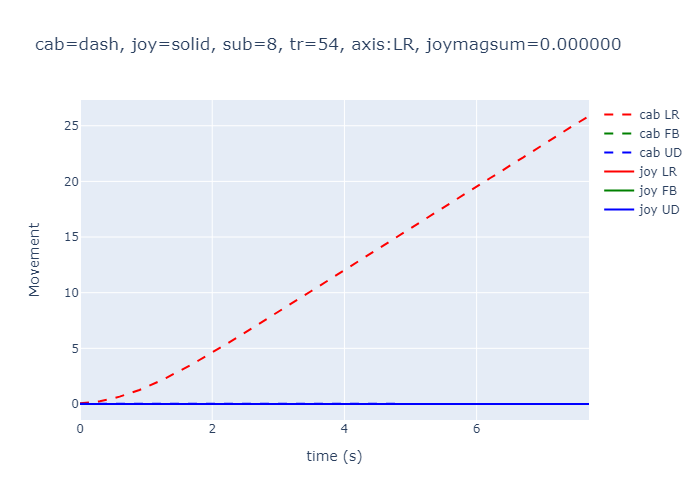 cab=dash, joy=solid, sub=8, tr=54, axis:LR, joymagsum=0.000000
cab LR
cab FB
cab UD
joy LR
joy FB
joy UD
Movement
25
20
15
10
5
0
0 2 4 6
time (s)